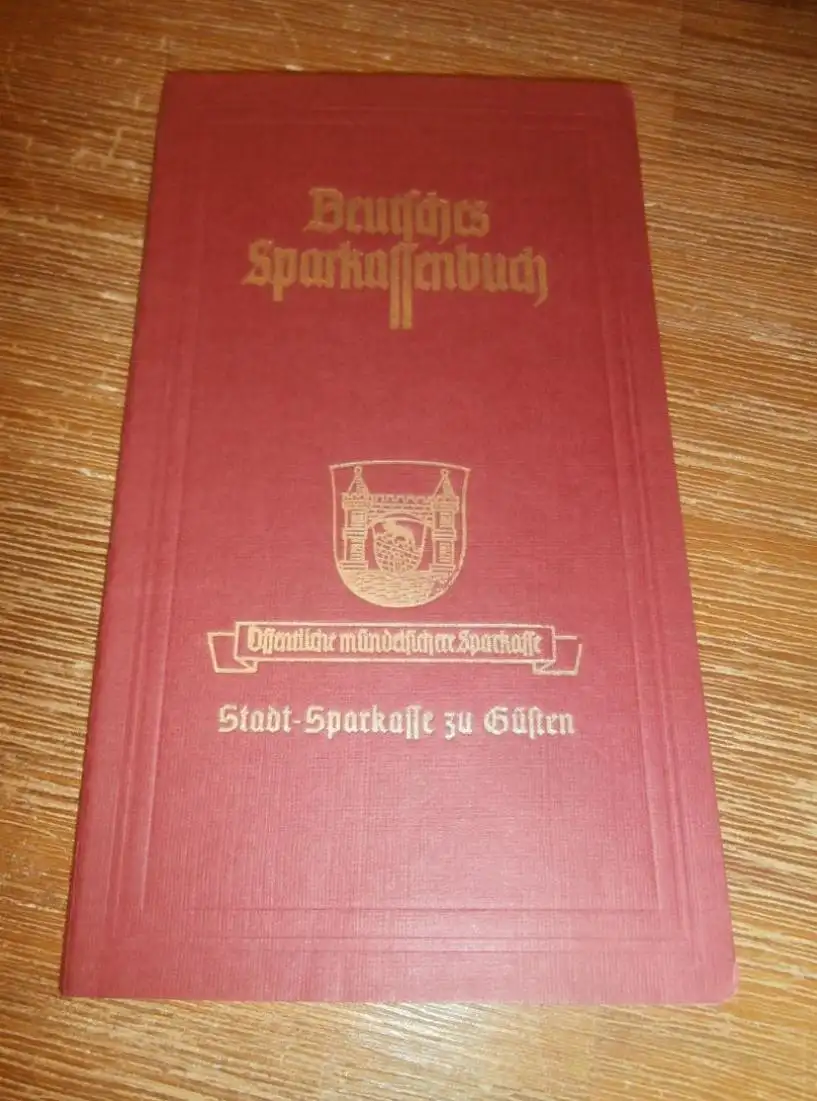 Deutsches
Sparkassenbuch
Öffentliche mündelsichere Sparkasse
Stadt-Sparkasse zu Güsten